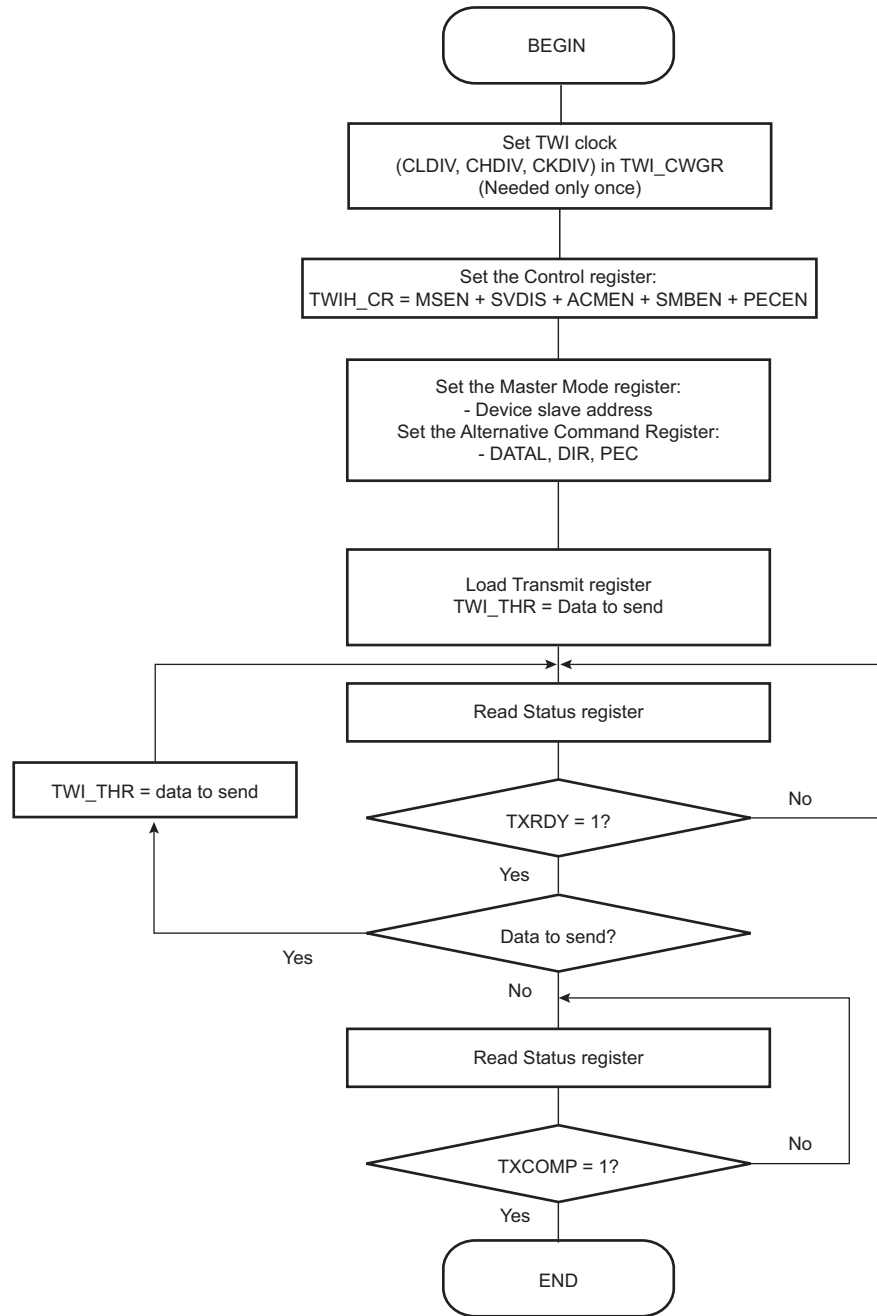 BEGIN
Set TWI clock
(CLDIV, CHDIV, CKDIV) in TWI_CWGR
(Needed only once)
Set the Control register:
TWIH_CR = MSEN + SVDIS + ACMEN + SMBEN + PECEN
Set the Master Mode register:
- Device slave address
Set the Alternative Command Register:
- DATAL, DIR, PEC
Load Transmit register
TWI_THR = Data to send
Read Status register
TWI_THR = data to send
No
TXRDY = 1?
Yes
Data to send?
Yes
No
Read Status register
No
TXCOMP = 1?
Yes
END